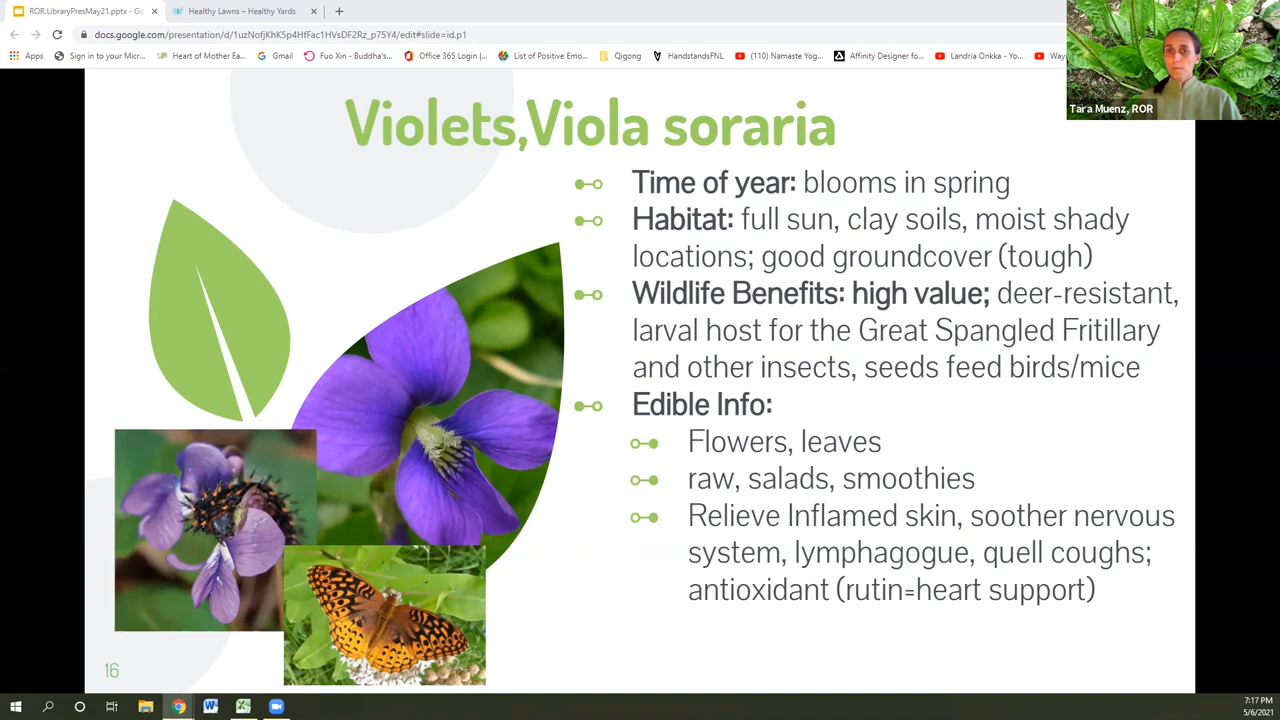 ROR.LibraryPresMay21.pptx - Go
Healthy Lawns – Healthy Yards
docs.google.com/presentation/d/1uzNofjKhK5p4HfFac1HVsDF2Rz_p75Y4/edit#slide=id.p1
Apps
Sign in to your Micr...
Heart of Mother Ea...
Gmail
Fuo Xin - Buddha's...
Office 365 Login |...
List of Positive Emo...
Qigong
HandstandsFNL
(110) Namaste Yog...
Affinity Designer fo...
Landria Onkka - Yo...
Way
Tara Muenz, ROR
Violets,Viola soraria
Time of year: blooms in spring
Habitat: full sun, clay soils, moist shady
locations; good groundcover (tough)
Wildlife Benefits: high value; deer-resistant,
larval host for the Great Spangled Fritillary
and other insects, seeds feed birds/mice
Edible Info:
Flowers, leaves
raw, salads, smoothies
Relieve Inflamed skin, soother nervous
system, lymphagogue, quell coughs;
antioxidant (rutin=heart support)
16
7:17 PM
5/6/2021